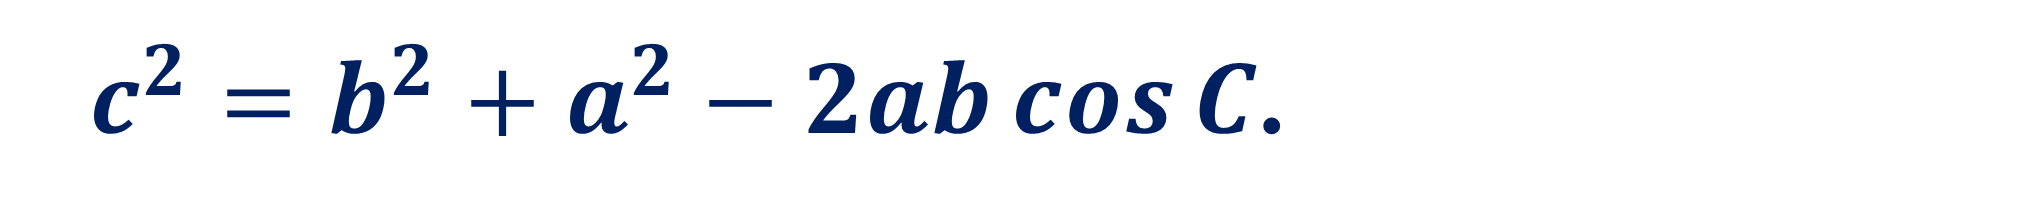 c² = b² + a² − 2ab cos C.